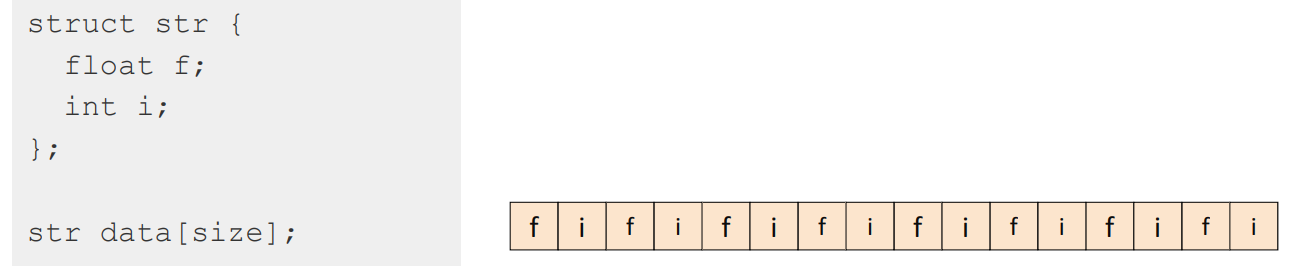 struct str {
  float f;
  int i;
};
str data[size];
f i f i f i f i f i f i f i f i